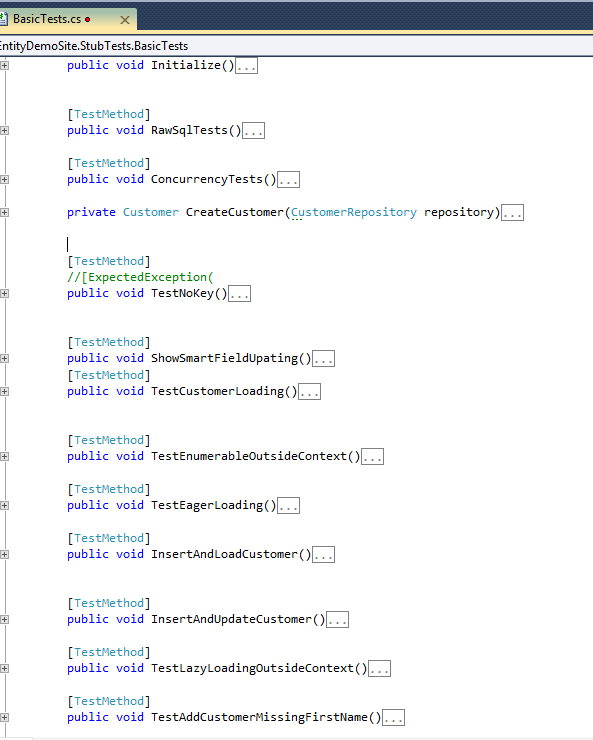 BasicTests.cs
EntityDemoSite.StubTests.BasicTests
public void Initialize()...
[TestMethod]
public void RawSqlTests()...
[TestMethod]
public void ConcurrencyTests()...
private Customer CreateCustomer(CustomerRepository repository)...
[TestMethod]
//[ExpectedException(
public void TestNoKey()...
[TestMethod]
public void ShowSmartFieldUpating()...
[TestMethod]
public void TestCustomerLoading()...
[TestMethod]
public void TestEnumerableOutsideContext()...
[TestMethod]
public void TestEagerLoading()...
[TestMethod]
public void InsertAndLoadCustomer()...
[TestMethod]
public void InsertAndUpdateCustomer()...
[TestMethod]
public void TestLazyLoadingOutsideContext()...
[TestMethod]
public void TestAddCustomerMissingFirstName()...